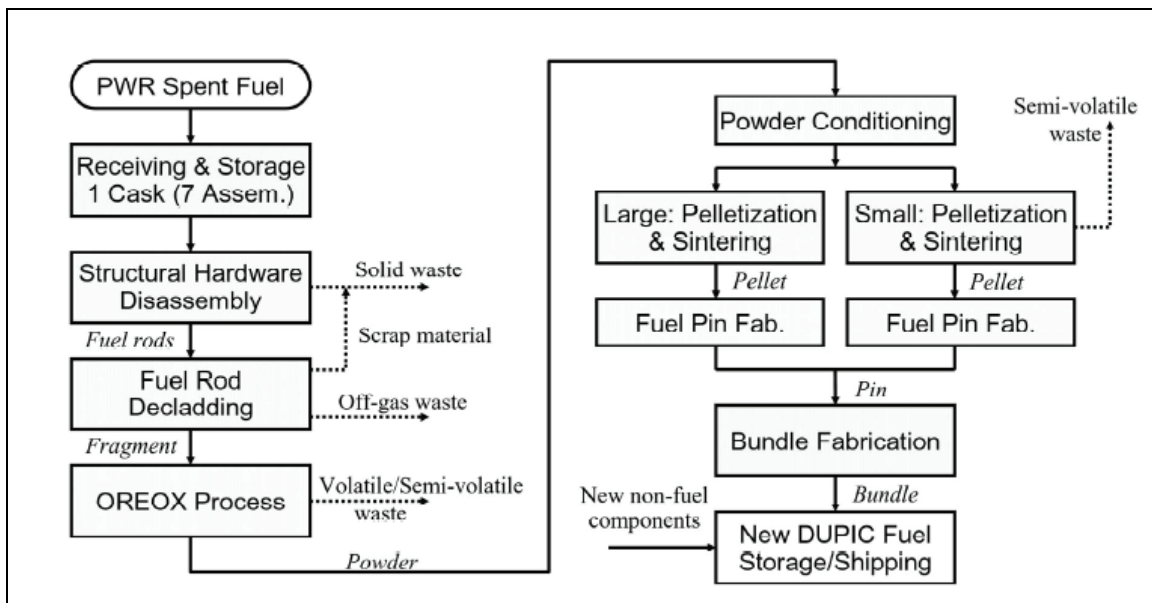 PWR Spent Fuel
Receiving & Storage
1 Cask (7 Assem.)
Structural Hardware
Disassembly
Solid waste
Scrap material
Fuel rods
Fuel Rod
Decladding
Off-gas waste
Fragment
OREOX Process
Volatile/Semi-volatile
waste
Powder
Powder Conditioning
Semi-volatile
waste
Large: Pelletization
& Sintering
Small: Pelletization
& Sintering
Pellet
Pellet
Fuel Pin Fab.
Fuel Pin Fab.
Pin
Bundle Fabrication
Bundle
New non-fuel
components
New DUPIC Fuel
Storage/Shipping